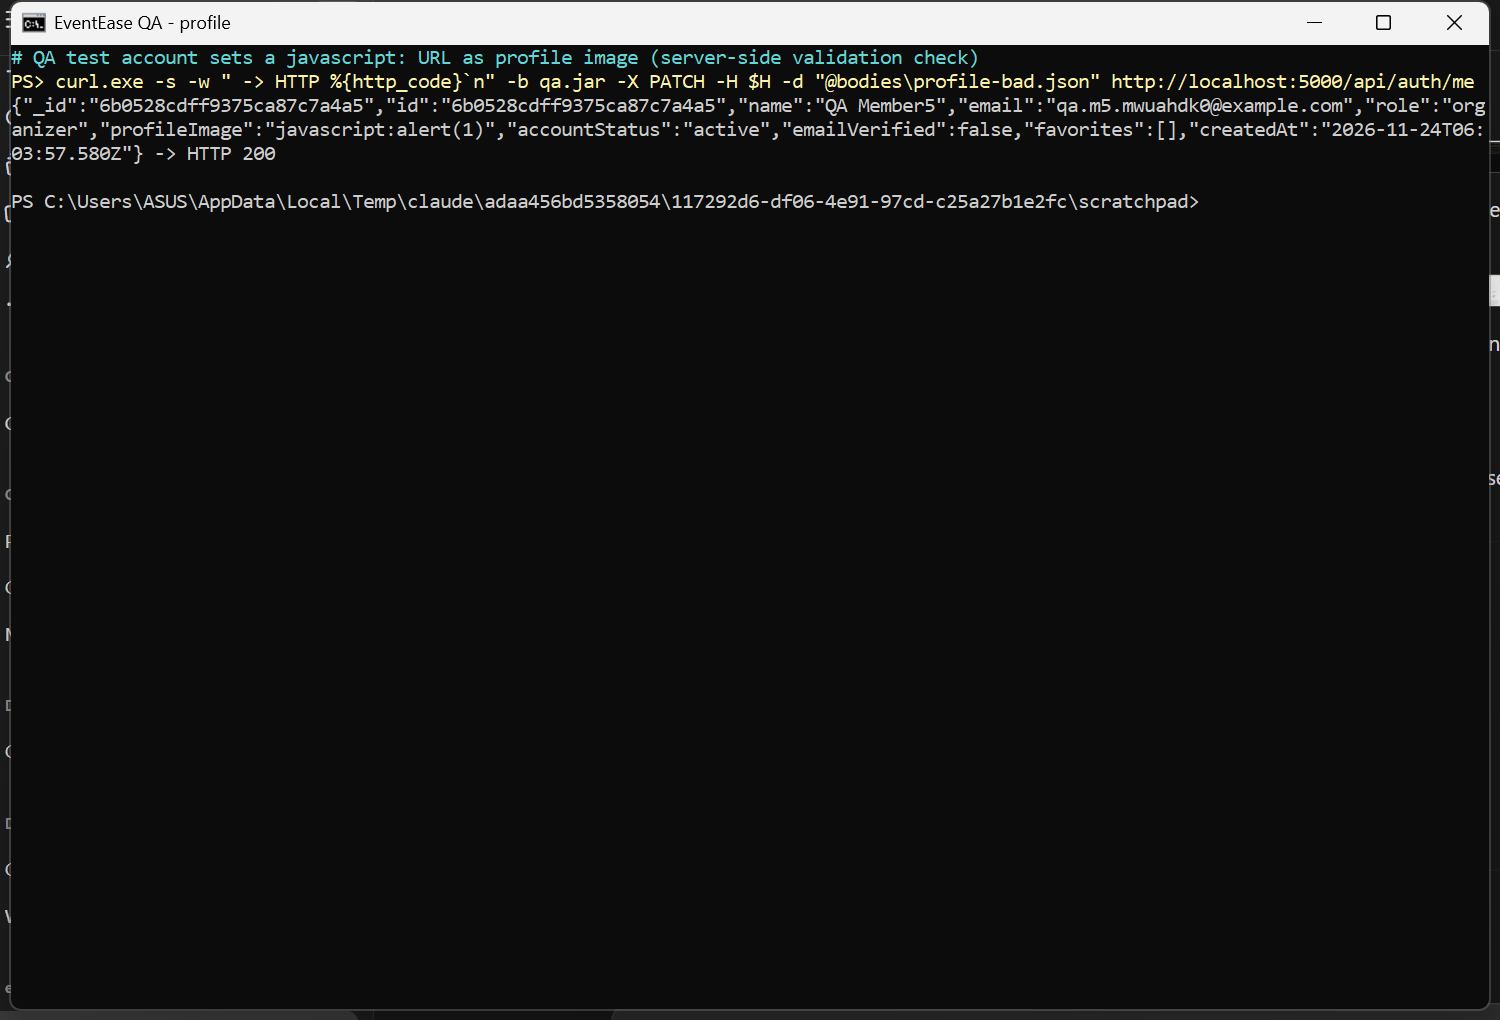 EventEase QA - profile
# QA test account sets a javascript: URL as profile image (server-side validation check)
PS> curl.exe -s -w " -> HTTP %{http_code}`n" -b qa.jar -X PATCH -H $H -d "@bodies\profile-bad.json" http://localhost:5000/api/auth/me
{"_id":"6b0528cdff9375ca87c7a4a5","id":"6b0528cdff9375ca87c7a4a5","name":"QA Member5","email":"qa.m5.mwuahdk0@example.com","role":"org
anizer","profileImage":"javascript:alert(1)","accountStatus":"active","emailVerified":false,"favorites":[],"createdAt":"2026-11-24T06:
03:57.580Z"} -> HTTP 200
PS C:\Users\ASUS\AppData\Local\Temp\claude\adaa456bd5358054\117292d6-df06-4e91-97cd-c25a27b1e2fc\scratchpad>